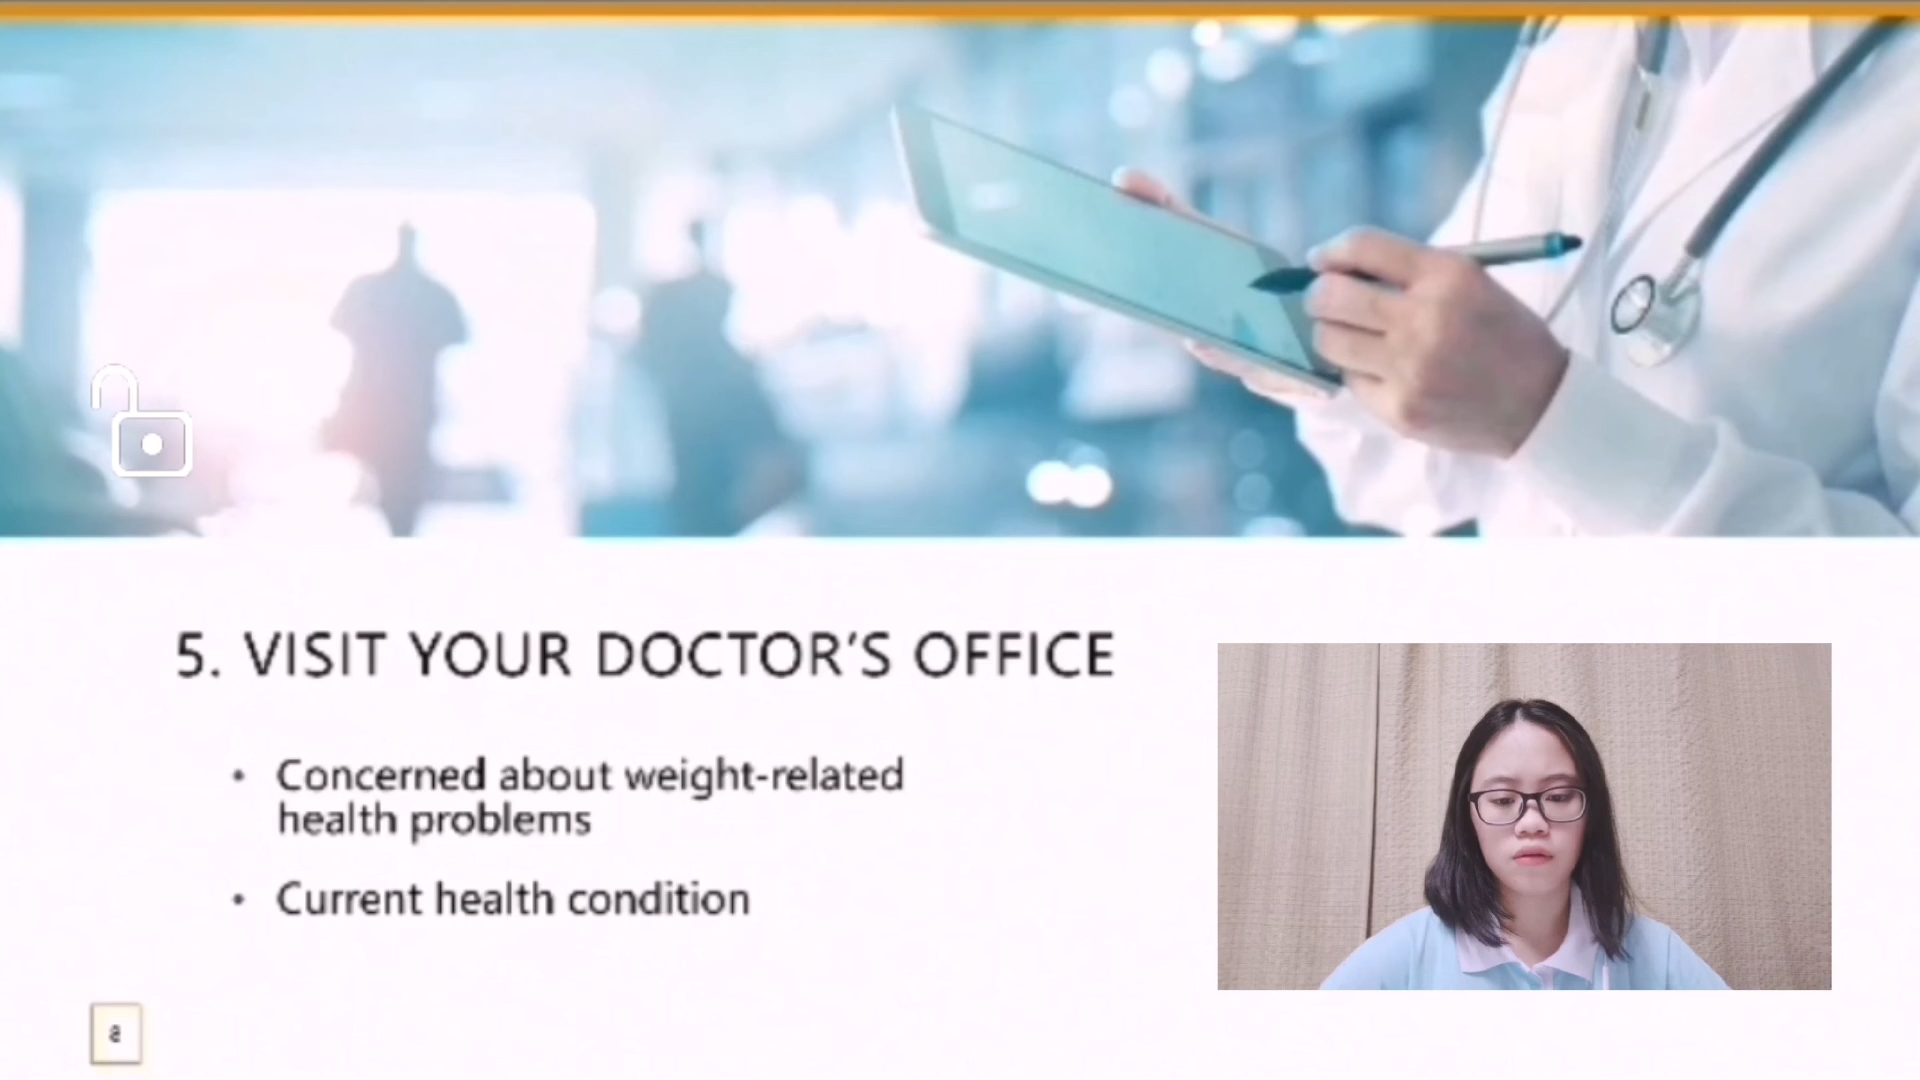 5. VISIT YOUR DOCTOR'S OFFICE
• Concerned about weight-related
health problems
• Current health condition